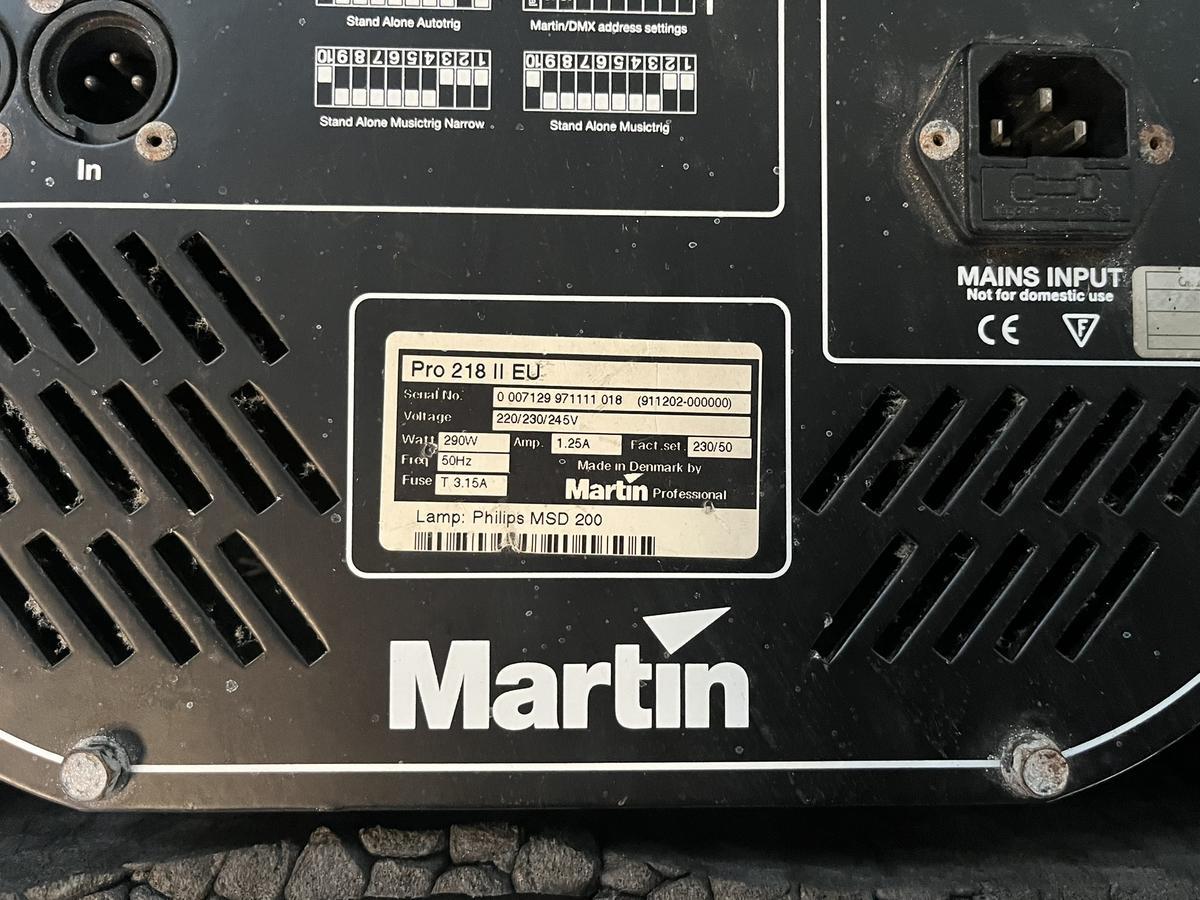 Stand Alone Autotrig
Martin/DMX address settings
1 2 3 4 5 6 7 8 9 10
1 2 3 4 5 6 7 8 9 10
Stand Alone Musictrig Narrow
Stand Alone Musictrig
In
MAINS INPUT
Not for domestic use
CE
F
Pro 218 II EU
Serial No. 0 007129 971111 018 (911202-000000)
Voltage 220/230/245V
Watt 290W Amp. 1.25A Fact.set. 230/50
Freq 50Hz Made in Denmark by
Fuse T 3.15A Martin Professional
Lamp: Philips MSD 200
Martin